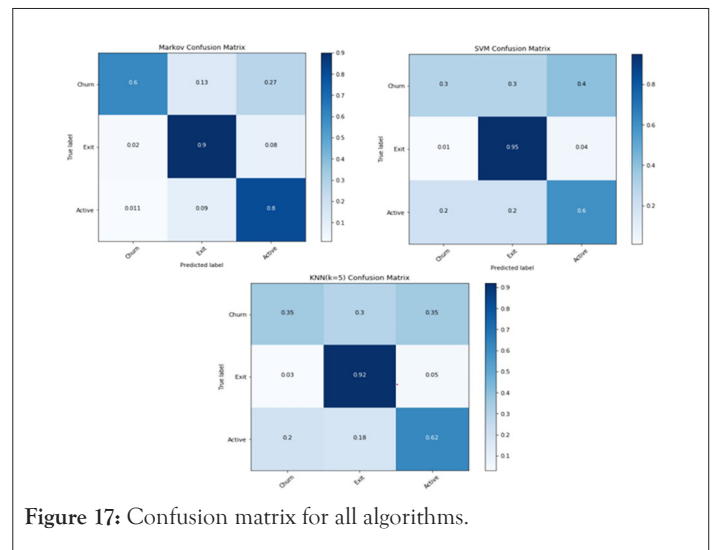 Markov Confusion Matrix
True label
Churn 0.6 0.13 0.27
Exit 0.02 0.9 0.08
Active 0.011 0.09 0.8
Churn Exit Active
Predicted label
0.9
0.8
0.7
0.6
0.5
0.4
0.3
0.2
0.1
SVM Confusion Matrix
True label
Churn 0.3 0.3 0.4
Exit 0.01 0.95 0.04
Active 0.2 0.2 0.6
Churn Exit Active
Predicted label
0.8
0.6
0.4
0.2
KNN(k=5) Confusion Matrix
True label
Churn 0.35 0.3 0.35
Exit 0.03 0.92 0.05
Active 0.2 0.18 0.62
Churn Exit Active
0.9
0.8
0.7
0.6
0.5
0.4
0.3
0.2
0.1
Figure 17: Confusion matrix for all algorithms.